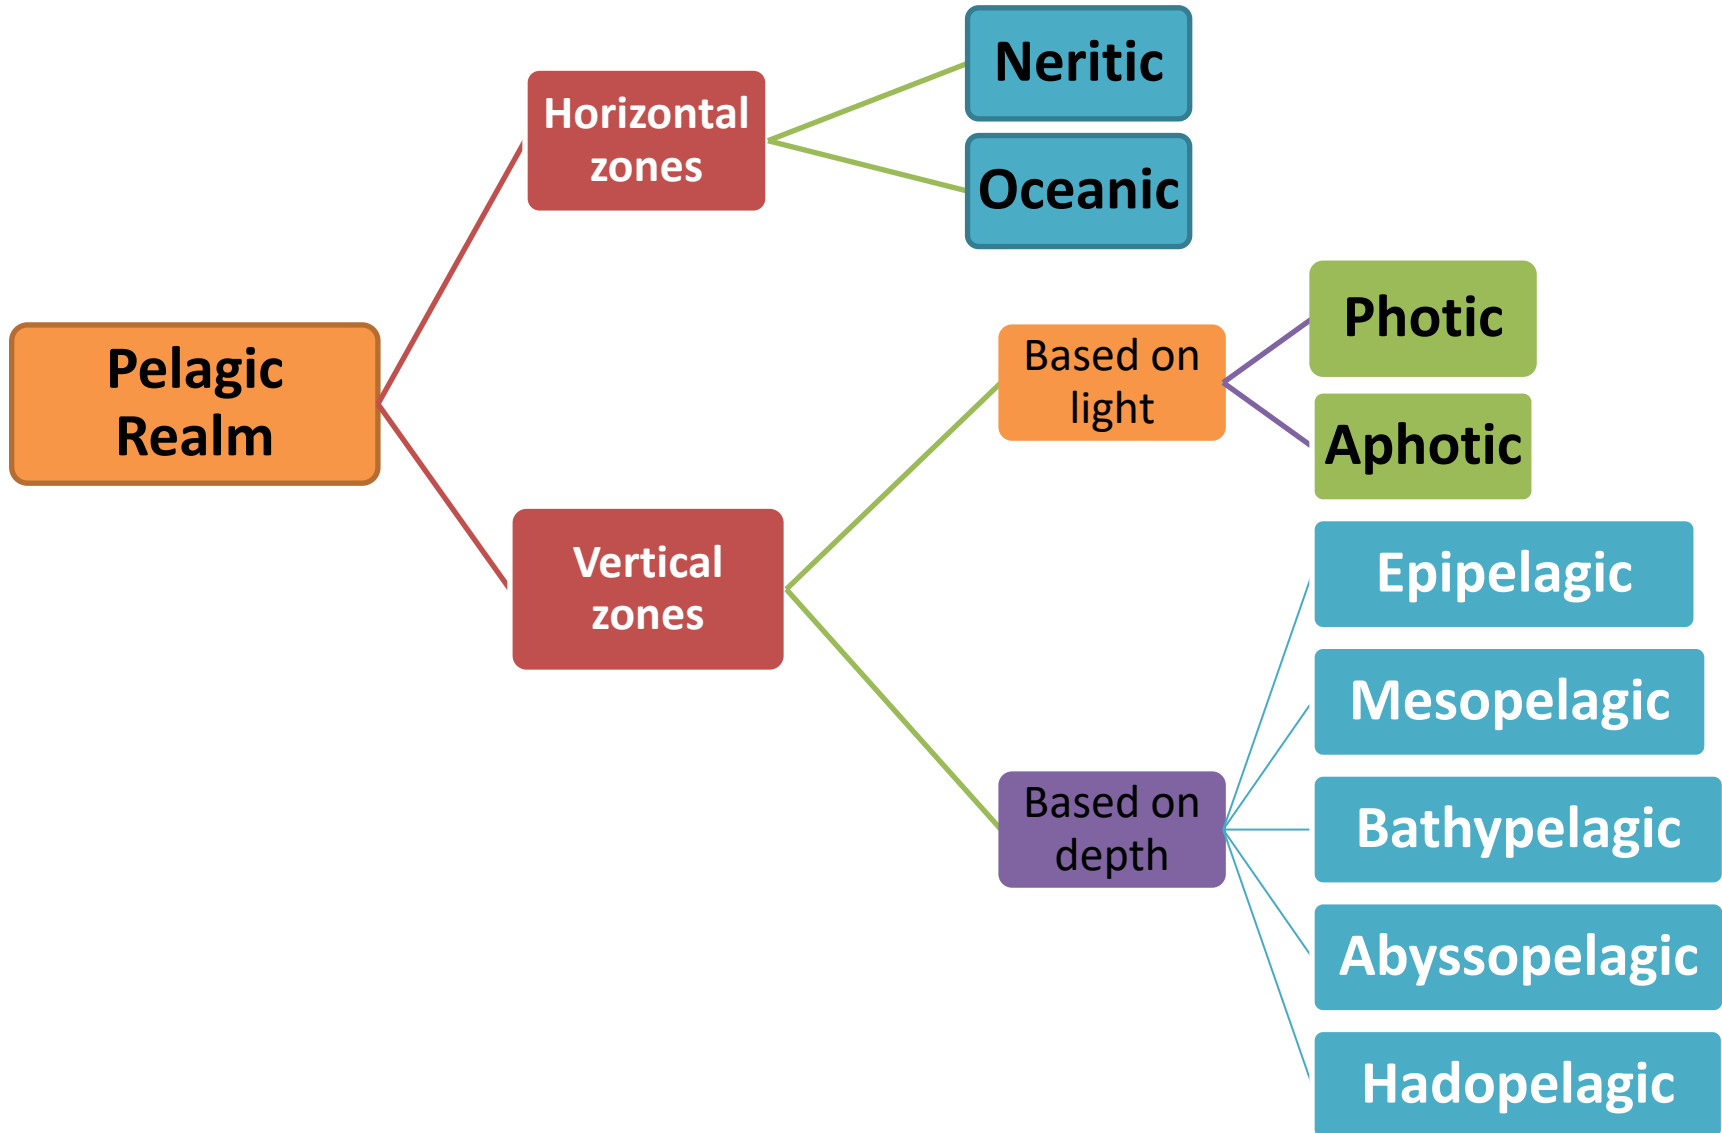 Neritic
Horizontal
zones
Oceanic
Pelagic
Realm
Photic
Based on
light
Aphotic
Vertical
zones
Epipelagic
Mesopelagic
Based on
depth
Bathypelagic
Abyssopelagic
Hadopelagic